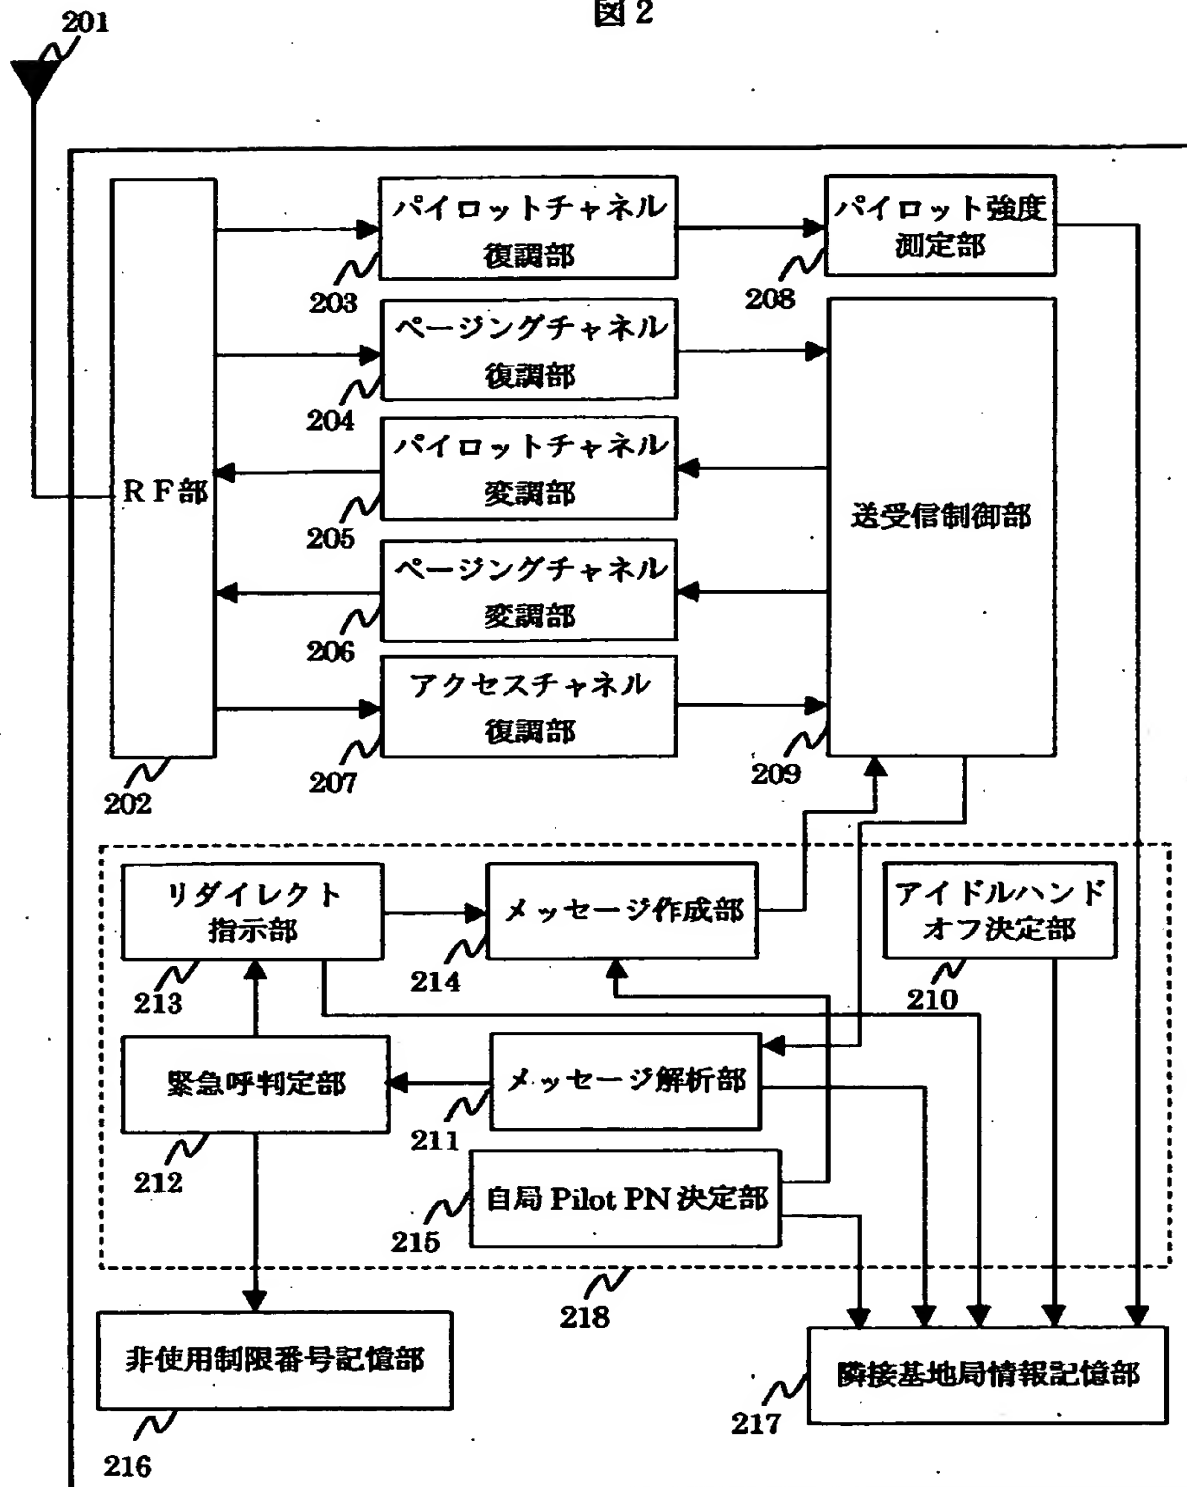 図2
201
パイロットチャネル
復調部
203
パイロット強度
測定部
208
ページングチャネル
復調部
204
パイロットチャネル
変調部
205
RF部
202
送受信制御部
209
ページングチャネル
変調部
206
アクセスチャネル
復調部
207
リダイレクト
指示部
213
メッセージ作成部
214
アイドルハンド
オフ決定部
210
緊急呼判定部
212
メッセージ解析部
211
自局Pilot PN決定部
215
218
非使用制限番号記憶部
216
隣接基地局情報記憶部
217